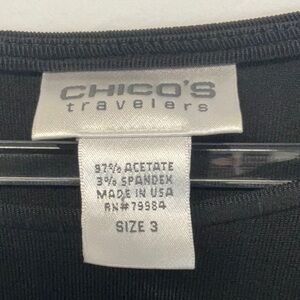 CHICO'S
travelers
97% ACETATE
3% SPANDEX
MADE IN USA
RN#79984
SIZE 3